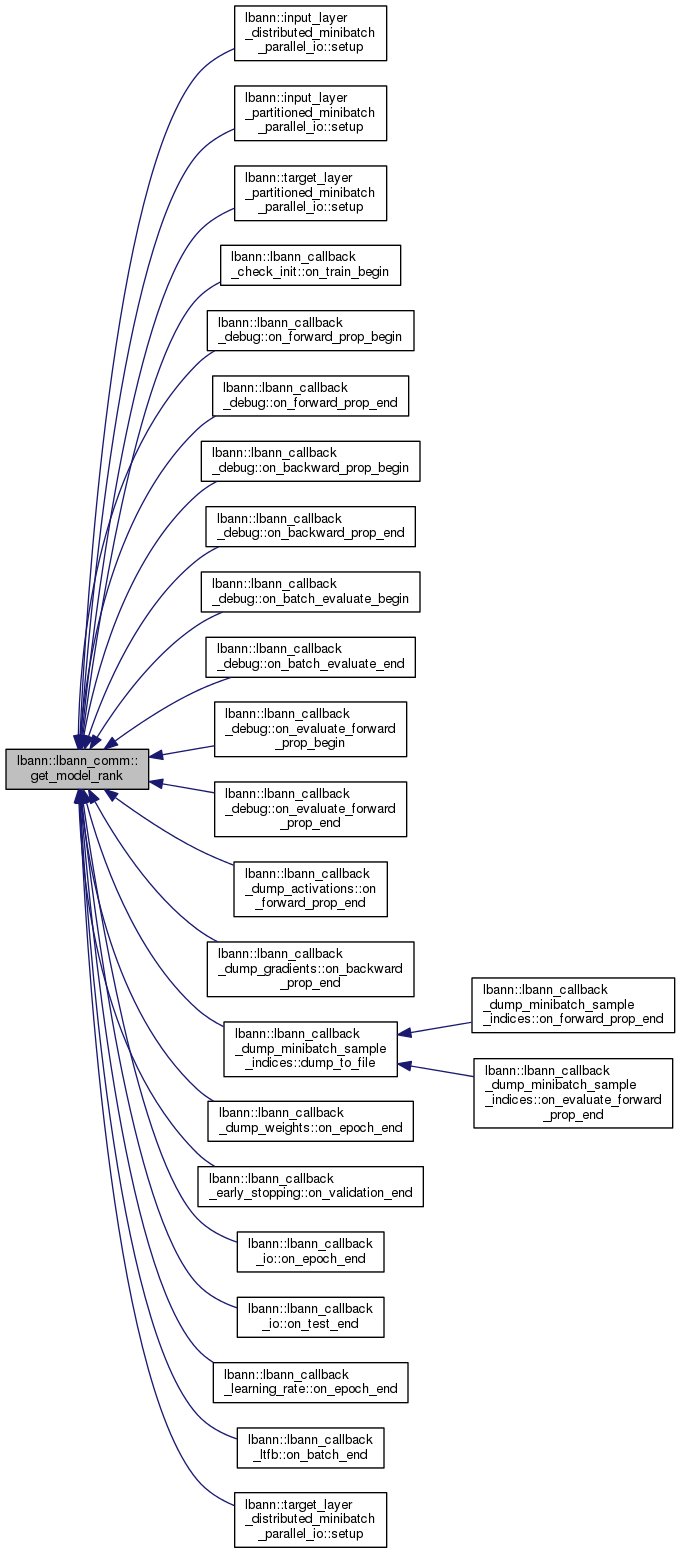 lbann::input_layer
_distributed_minibatch
_parallel_io::setup
lbann::input_layer
_partitioned_minibatch
_parallel_io::setup
lbann::target_layer
_partitioned_minibatch
_parallel_io::setup
lbann::lbann_callback
_check_init::on_train_begin
lbann::lbann_callback
_debug::on_forward_prop_begin
lbann::lbann_callback
_debug::on_forward_prop_end
lbann::lbann_callback
_debug::on_backward_prop_begin
lbann::lbann_callback
_debug::on_backward_prop_end
lbann::lbann_callback
_debug::on_batch_evaluate_begin
lbann::lbann_callback
_debug::on_batch_evaluate_end
lbann::lbann_callback
_debug::on_evaluate_forward
_prop_begin
lbann::lbann_comm::
get_model_rank
lbann::lbann_callback
_debug::on_evaluate_forward
_prop_end
lbann::lbann_callback
_dump_activations::on
_forward_prop_end
lbann::lbann_callback
_dump_gradients::on_backward
_prop_end
lbann::lbann_callback
_dump_minibatch_sample
_indices::on_forward_prop_end
lbann::lbann_callback
_dump_minibatch_sample
_indices::dump_to_file
lbann::lbann_callback
_dump_minibatch_sample
_indices::on_evaluate_forward
_prop_end
lbann::lbann_callback
_dump_weights::on_epoch_end
lbann::lbann_callback
_early_stopping::on_validation_end
lbann::lbann_callback
_io::on_epoch_end
lbann::lbann_callback
_io::on_test_end
lbann::lbann_callback
_learning_rate::on_epoch_end
lbann::lbann_callback
_ltfb::on_batch_end
lbann::target_layer
_distributed_minibatch
_parallel_io::setup